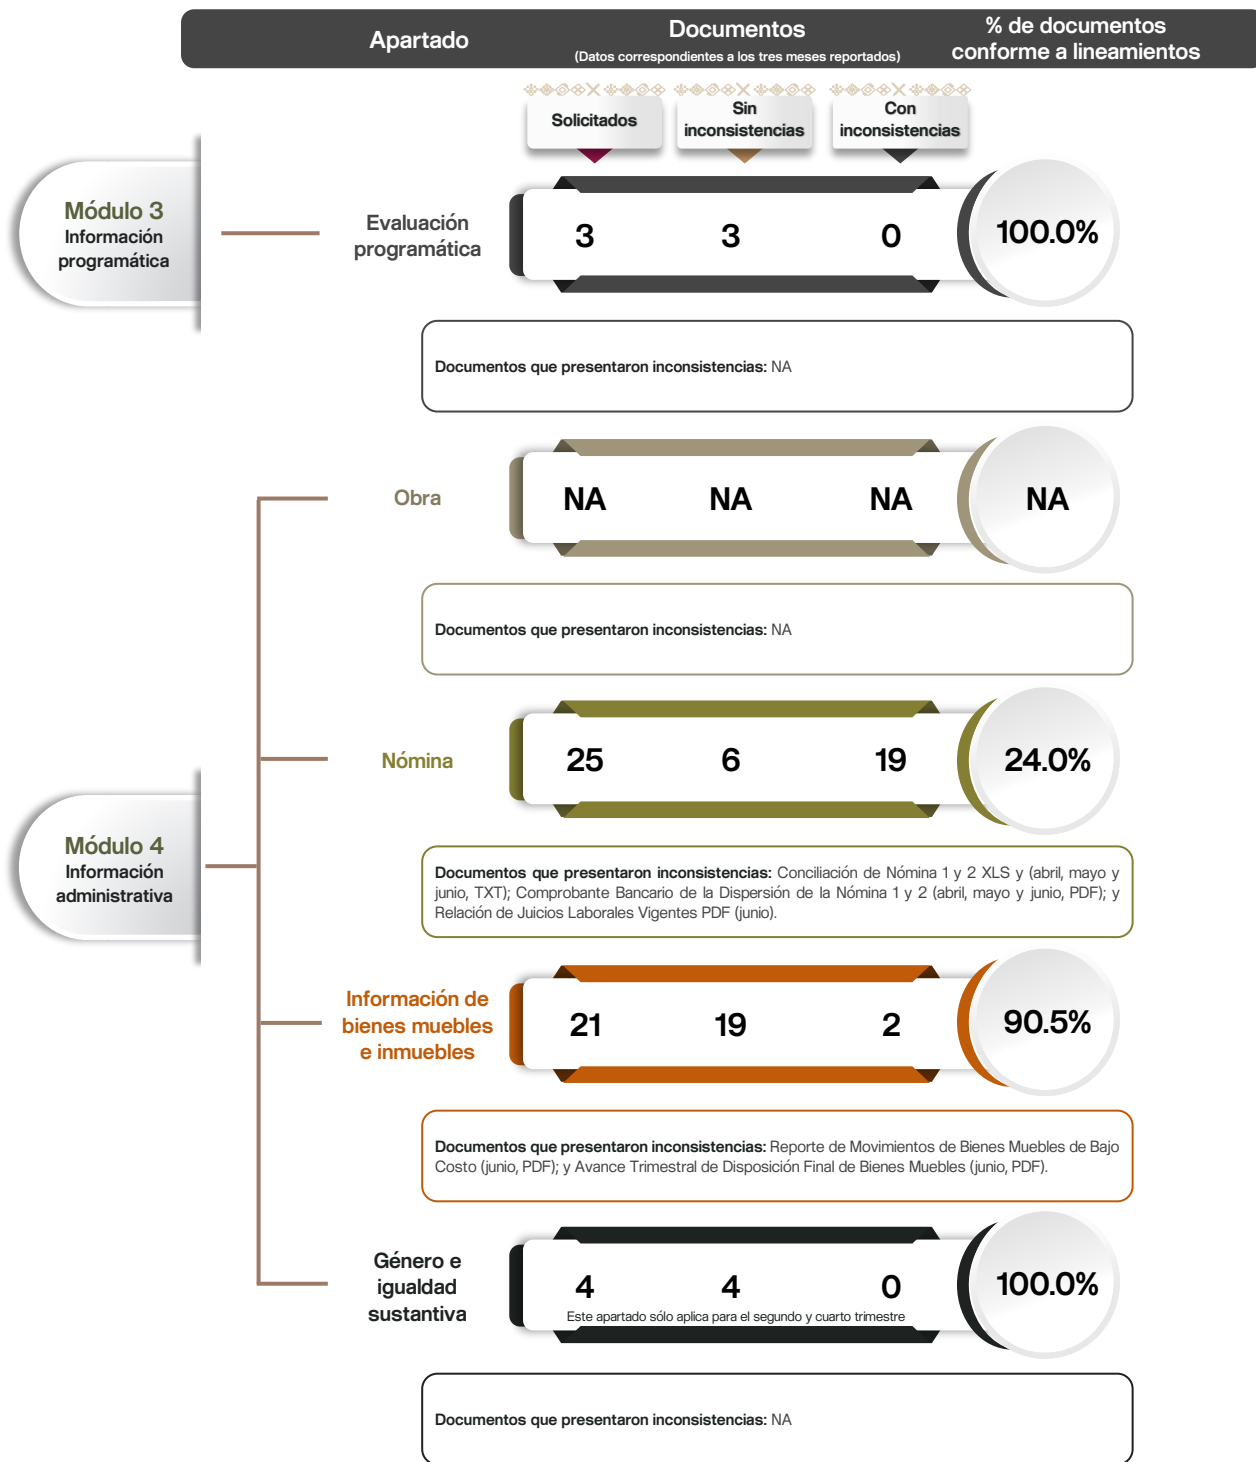 Apartado
Documentos
(Datos correspondientes a los tres meses reportados)
% de documentos
conforme a lineamientos
Solicitados
Sin
inconsistencias
Con
inconsistencias
Módulo 3
Información
programática
Evaluación
programática
3 3 0 100.0%
Documentos que presentaron inconsistencias: NA
Obra
NA NA NA NA
Documentos que presentaron inconsistencias: NA
Nómina
25 6 19 24.0%
Módulo 4
Información
administrativa
Documentos que presentaron inconsistencias: Conciliación de Nómina 1 y 2 XLS y (abril, mayo y
junio, TXT); Comprobante Bancario de la Dispersión de la Nómina 1 y 2 (abril, mayo y junio, PDF); y
Relación de Juicios Laborales Vigentes PDF (junio).
Información de
bienes muebles
e inmuebles
21 19 2 90.5%
Documentos que presentaron inconsistencias: Reporte de Movimientos de Bienes Muebles de Bajo
Costo (junio, PDF); y Avance Trimestral de Disposición Final de Bienes Muebles (junio, PDF).
Género e
igualdad
sustantiva
4 4 0 100.0%
Este apartado sólo aplica para el segundo y cuarto trimestre
Documentos que presentaron inconsistencias: NA